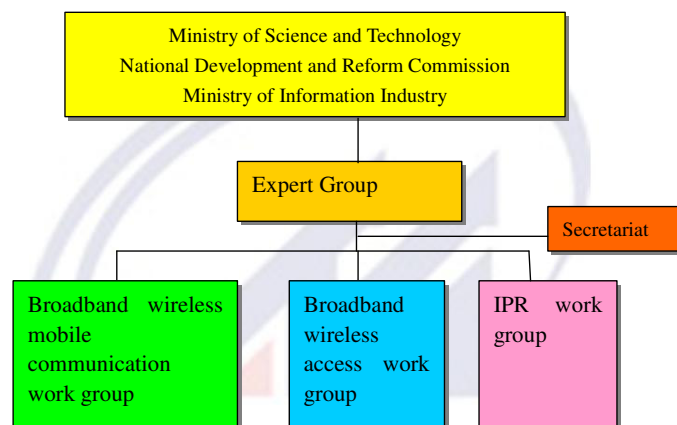 Ministry of Science and Technology
National Development and Reform Commission
Ministry of Information Industry
Expert Group
Secretariat
Broadband wireless
mobile
communication
work group
Broadband
wireless
access work
group
IPR work
group